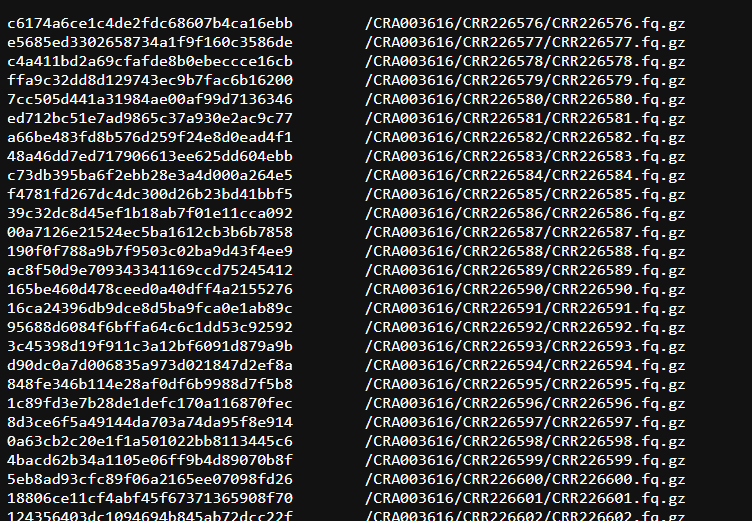 c6174a6ce1c4de2fdc68607b4ca16ebb /CRA003616/CRR226576/CRR226576.fq.gz
e5685ed3302658734a1f9f160c3586de /CRA003616/CRR226577/CRR226577.fq.gz
c4a411bd2a69cfafde8b0ebeccce16cb /CRA003616/CRR226578/CRR226578.fq.gz
ffa9c32dd8d129743ec9b7fac6b16200 /CRA003616/CRR226579/CRR226579.fq.gz
7cc505d441a31984ae00af99d7136346 /CRA003616/CRR226580/CRR226580.fq.gz
ed712bc51e7ad9865c37a930e2ac9c77 /CRA003616/CRR226581/CRR226581.fq.gz
a66be483fd8b576d259f24e8d0ead4f1 /CRA003616/CRR226582/CRR226582.fq.gz
48a46dd7ed717906613ee625dd604ebb /CRA003616/CRR226583/CRR226583.fq.gz
c73db395ba6f2ebb28e3a4d000a264e5 /CRA003616/CRR226584/CRR226584.fq.gz
f4781fd267dc4dc300d26b23bd41bbf5 /CRA003616/CRR226585/CRR226585.fq.gz
39c32dc8d45ef1b18ab7f01e11cca092 /CRA003616/CRR226586/CRR226586.fq.gz
00a7126e21524ec5ba1612cb3b6b7858 /CRA003616/CRR226587/CRR226587.fq.gz
190f0f788a9b7f9503c02ba9d43f4ee9 /CRA003616/CRR226588/CRR226588.fq.gz
ac8f50d9e709343341169ccd75245412 /CRA003616/CRR226589/CRR226589.fq.gz
165be460d478ceed0a40dff4a2155276 /CRA003616/CRR226590/CRR226590.fq.gz
16ca24396db9dce8d5ba9fca0e1ab89c /CRA003616/CRR226591/CRR226591.fq.gz
95688d6084f6bffa64c6c1dd53c92592 /CRA003616/CRR226592/CRR226592.fq.gz
3c45398d19f911c3a12bf6091d879a9b /CRA003616/CRR226593/CRR226593.fq.gz
d90dc0a7d006835a973d021847d2ef8a /CRA003616/CRR226594/CRR226594.fq.gz
848fe346b114e28af0df6b9988d7f5b8 /CRA003616/CRR226595/CRR226595.fq.gz
1c89fd3e7b28de1defc170a116870fec /CRA003616/CRR226596/CRR226596.fq.gz
8d3ce6f5a49144da703a74da95f8e914 /CRA003616/CRR226597/CRR226597.fq.gz
0a63cb2c20e1f1a501022bb8113445c6 /CRA003616/CRR226598/CRR226598.fq.gz
4bacd62b34a1105e06ff9b4d89070b8f /CRA003616/CRR226599/CRR226599.fq.gz
5eb8ad93cfc89f06a2165ee07098fd26 /CRA003616/CRR226600/CRR226600.fq.gz
18806ce11cf4abf45f67371365908f70 /CRA003616/CRR226601/CRR226601.fq.gz
124356403dc1094694b845ab72dcc22f /CRA003616/CRR226602/CRR226602.fq.gz